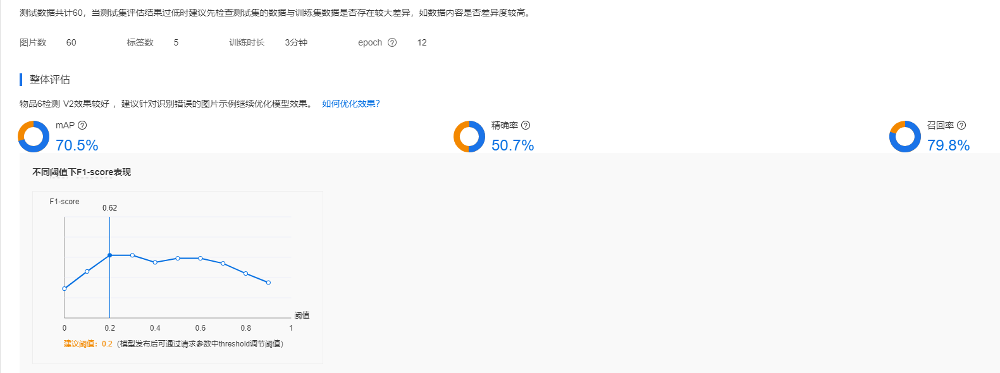 测试数据共计60，当测试集评估结果过低时建议先检查测试集的数据与训练集数据是否存在较大差异，如数据内容是否差异度较高。
图片数 60 标签数 5 训练时长 3分钟 epoch ? 12
整体评估
物品6检测 V2效果较好 ，建议针对识别错误的图片示例继续优化模型效果。 如何优化效果?
mAP ? 精确率 ? 召回率 ?
70.5% 50.7% 79.8%
不同阈值下F1-score表现
F1-score
0.62
阈值
0 0.2 0.4 0.6 0.8 1
建议阈值：0.2（模型发布后可通过请求参数中threshold调节阈值）